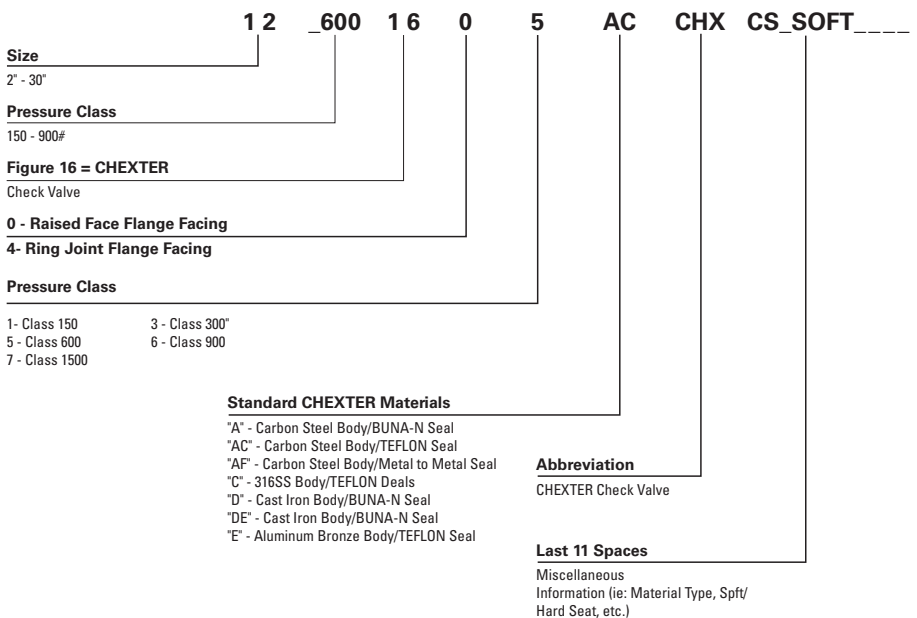 1 2 _600 1 6 0 5 AC CHX CS_SOFT_ _ _ _
Size
2" - 30"
Pressure Class
150 - 900#
Figure 16 = CHEXTER
Check Valve
0 - Raised Face Flange Facing
4- Ring Joint Flange Facing
Pressure Class
1- Class 150 3 - Class 300"
5 - Class 600 6 - Class 900
7 - Class 1500
Standard CHEXTER Materials
"A" - Carbon Steel Body/BUNA-N Seal
"AC" - Carbon Steel Body/TEFLON Seal
"AF" - Carbon Steel Body/Metal to Metal Seal
"C" - 316SS Body/TEFLON Deals
"D" - Cast Iron Body/BUNA-N Seal
"DE" - Cast Iron Body/BUNA-N Seal
"E" - Aluminum Bronze Body/TEFLON Seal
Abbreviation
CHEXTER Check Valve
Last 11 Spaces
Miscellaneous
Information (ie: Material Type, Spft/
Hard Seat, etc.)